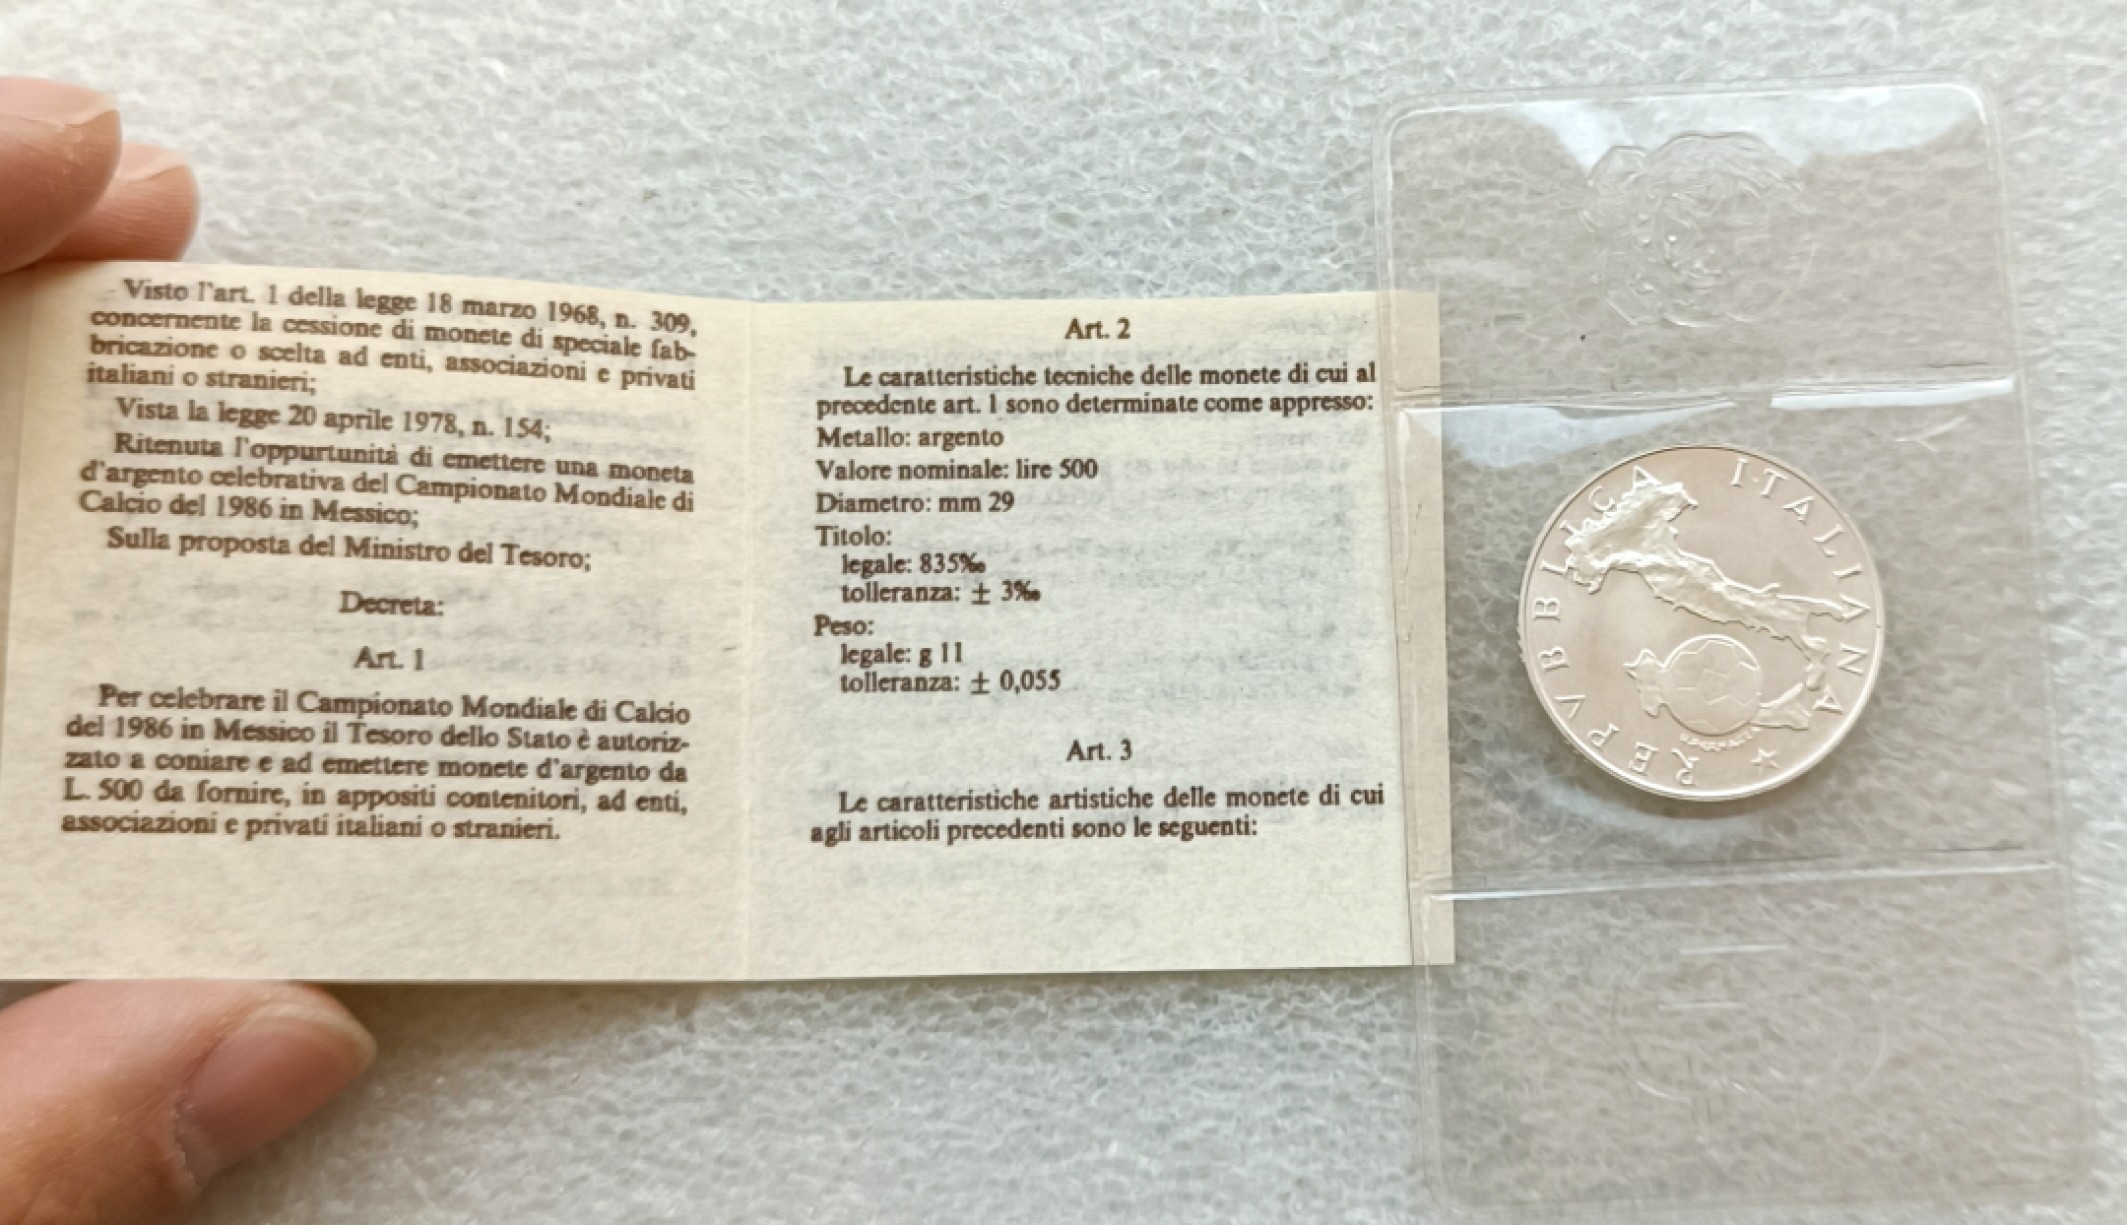 Visto l'art. 1 della legge 18 marzo 1968, n. 309,
concernente la cessione di monete di speciale fab-
bricazione o scelta ad enti, associazioni e privati
italiani o stranieri;
Vista la legge 20 aprile 1978, n. 154;
Ritenuta l'oppurtunità di emettere una moneta
d'argento celebrativa del Campionato Mondiale di
Calcio del 1986 in Messico;
Sulla proposta del Ministro del Tesoro;
Decreta:
Art. 1
Per celebrare il Campionato Mondiale di Calcio
del 1986 in Messico il Tesoro dello Stato è autoriz-
zato a coniare e ad emettere monete d'argento da
L. 500 da fornire, in appositi contenitori, ad enti,
associazioni e privati italiani o stranieri.
Art. 2
Le caratteristiche tecniche delle monete di cui al
precedente art. 1 sono determinate come appresso:
Metallo: argento
Valore nominale: lire 500
Diametro: mm 29
Titolo:
legale: 835‰
tolleranza: ± 3‰
Peso:
legale: g 11
tolleranza: ± 0,055
Art. 3
Le caratteristiche artistiche delle monete di cui
agli articoli precedenti sono le seguenti:
REPVBBLICA ITALIANA